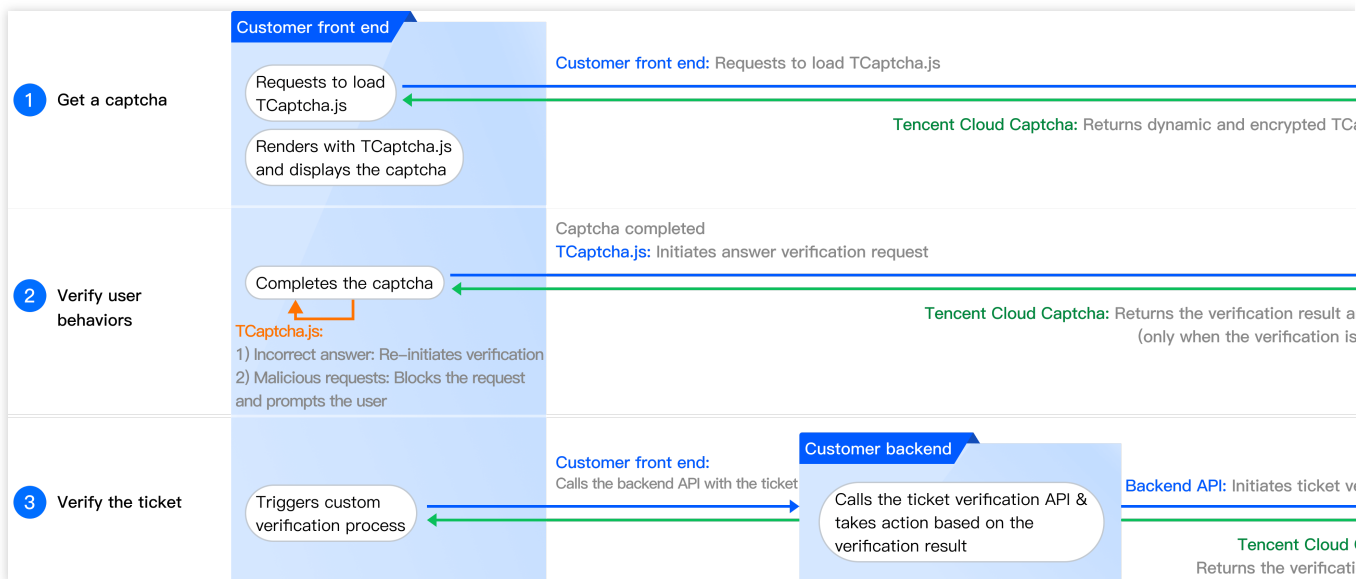 Customer front end
1
Get a captcha
Requests to load
TCaptcha.js
Renders with TCaptcha.js
and displays the captcha
Customer front end: Requests to load TCaptcha.js
Tencent Cloud Captcha: Returns dynamic and encrypted
2
Verify user
behaviors
Completes the captcha
TCaptcha.js:
1) Incorrect answer: Re-initiates verification
2) Malicious requests: Blocks the request
and prompts the user
Captcha completed
TCaptcha.js: Initiates answer verification request
Tencent Cloud Captcha: Returns the verification result
(only when the verification is
3
Verify the ticket
Triggers custom
verification process
Customer front end:
Calls the backend API with the ticket
Customer backend
Calls the ticket verification API &
takes action based on the
verification result
Backend API: Initiates ticket
Tencent Cloud
Returns the